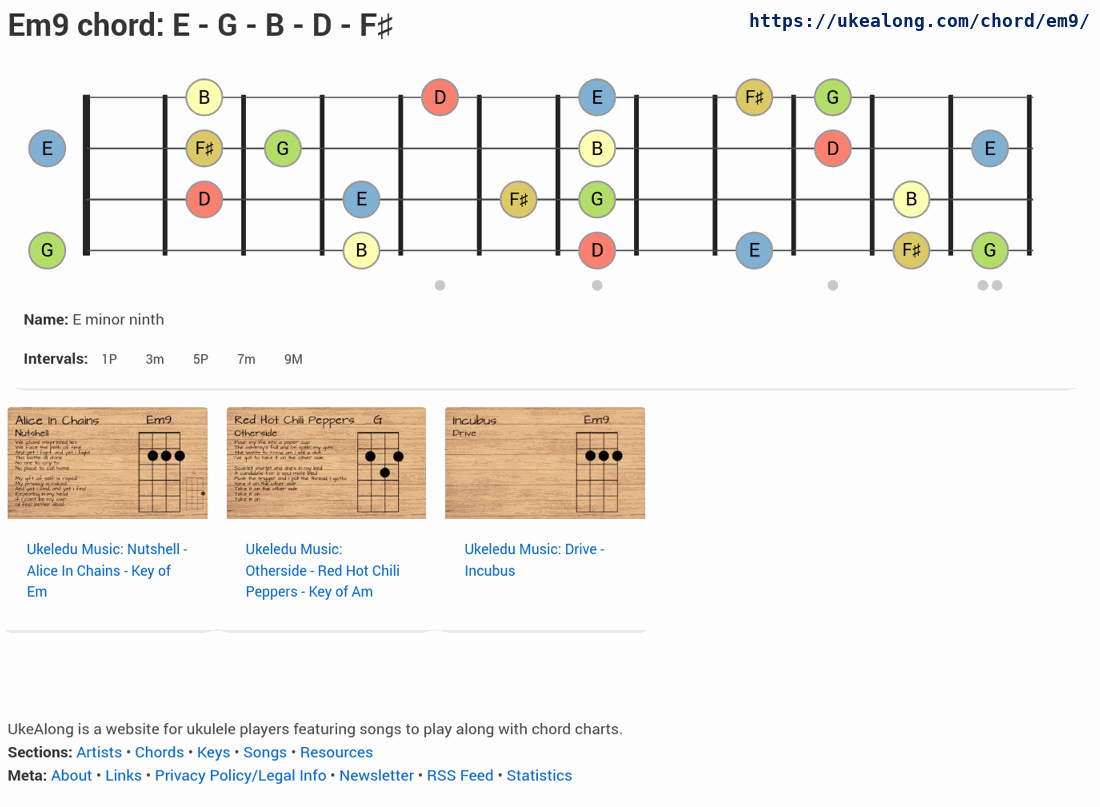 Em9 chord: E - G - B - D - F♯
https://ukealong.com/chord/em9/
B D E F♯ G
E F♯ G B D E
D E F♯ G B
G B D E F♯ G
Name: E minor ninth
Intervals: 1P 3m 5P 7m 9M
Alice In Chains Em9
Nutshell
Red Hot Chili Peppers G
Otherside
Incubus Em9
Drive
Ukeledu Music: Nutshell -
Alice In Chains - Key of
Em
Ukeledu Music:
Otherside - Red Hot Chili
Peppers - Key of Am
Ukeledu Music: Drive -
Incubus
UkeAlong is a website for ukulele players featuring songs to play along with chord charts.
Sections: Artists • Chords • Keys • Songs • Resources
Meta: About • Links • Privacy Policy/Legal Info • Newsletter • RSS Feed • Statistics